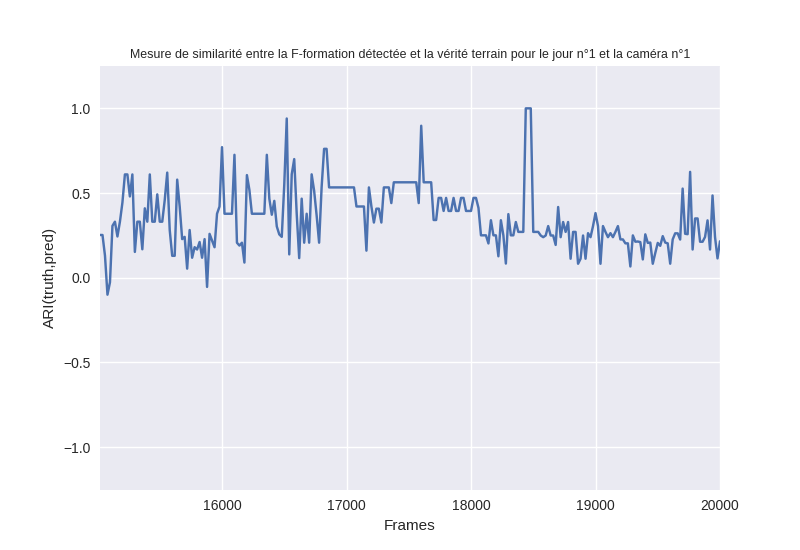 Mesure de similarité entre la F-formation détectée et la vérité terrain pour le jour n°1 et la caméra n°1
1.0
0.5
0.0
−0.5
−1.0
ARI(truth,pred)
16000 17000 18000 19000 20000
Frames